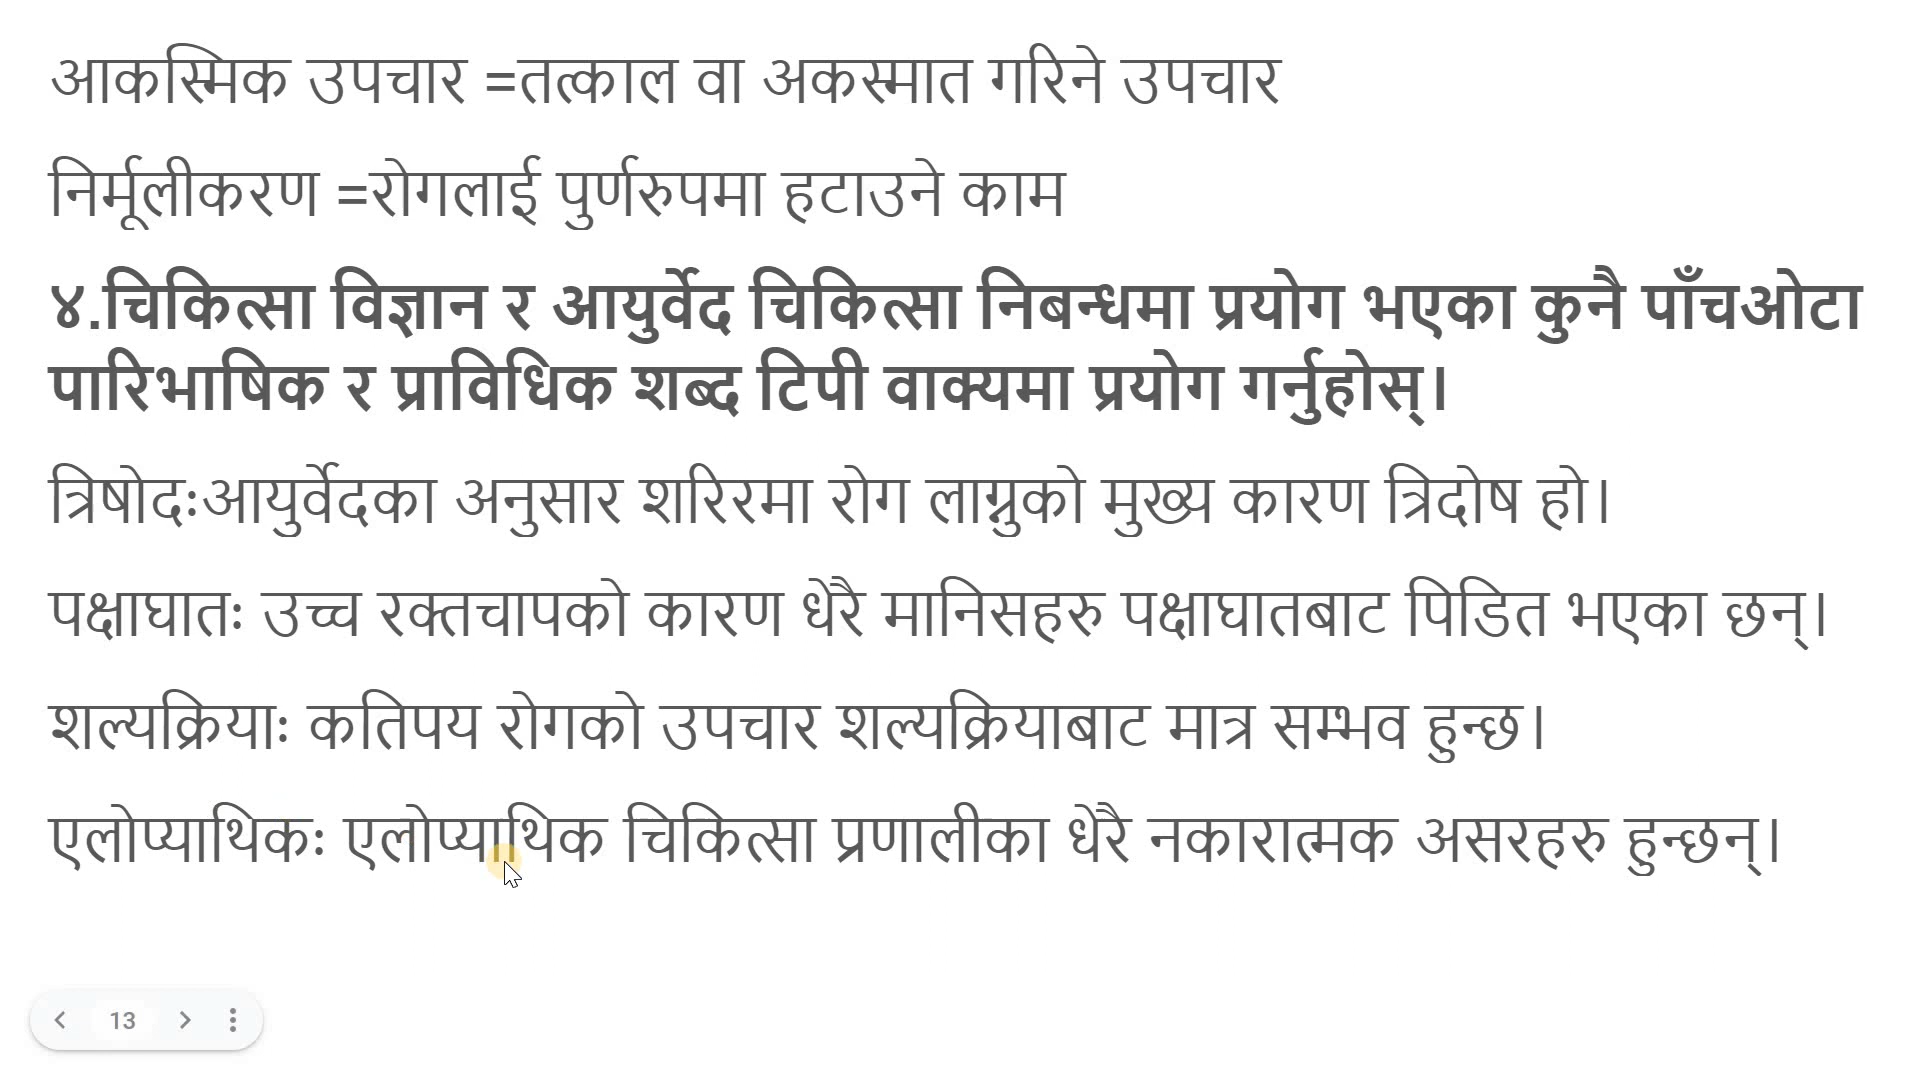 आकस्मिक उपचार =तत्काल वा अकस्मात गरिने उपचार
निर्मूलीकरण =रोगलाई पुर्णरुपमा हटाउने काम
४.चिकित्सा विज्ञान र आयुर्वेद चिकित्सा निबन्धमा प्रयोग भएका कुनै पाँचओटा
पारिभाषिक र प्राविधिक शब्द टिपी वाक्यमा प्रयोग गर्नुहोस्।
त्रिषोदःआयुर्वेदका अनुसार शरिरमा रोग लाग्नुको मुख्य कारण त्रिदोष हो।
पक्षाघातः उच्च रक्तचापको कारण धेरै मानिसहरु पक्षाघातबाट पिडित भएका छन्।
शल्यक्रियाः कतिपय रोगको उपचार शल्यक्रियाबाट मात्र सम्भव हुन्छ।
एलोप्याथिकः एलोप्याथिक चिकित्सा प्रणालीका धेरै नकारात्मक असरहरु हुन्छन्।
13